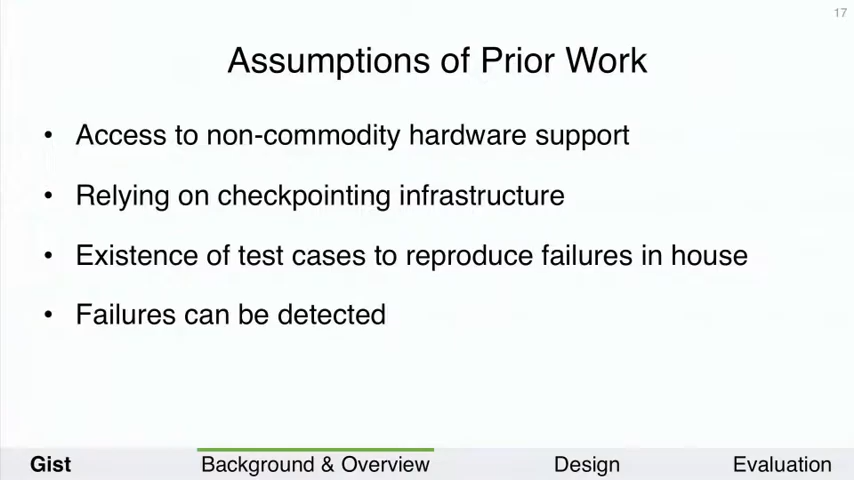 17
Assumptions of Prior Work
• Access to non-commodity hardware support
• Relying on checkpointing infrastructure
• Existence of test cases to reproduce failures in house
• Failures can be detected
Gist Background & Overview Design Evaluation